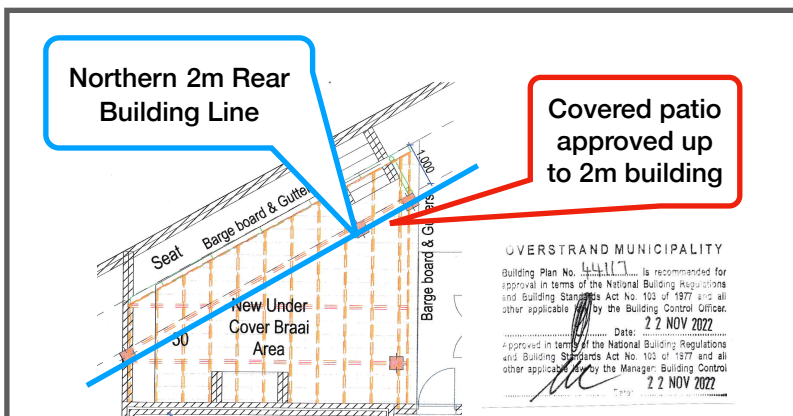 Northern 2m Rear
Building Line
Covered patio
approved up
to 2m building
1,000
Barge board & Gutters
Seat
Barge board & Gutters
New Under
Cover Braai
Area
50
OVERSTRAND MUNICIPALITY
Building Plan No. 44117 is recommended for
approval in terms of the National Building Regulations
and Building Standards Act No. 103 of 1977 and all
other applicable law by the Building Control Officer.
Date: 22 NOV 2022
Approved in terms of the National Building Regulations
and Building Standards Act No. 103 of 1977 and all
other applicable law by the Manager: Building Control
Date: 22 NOV 2022